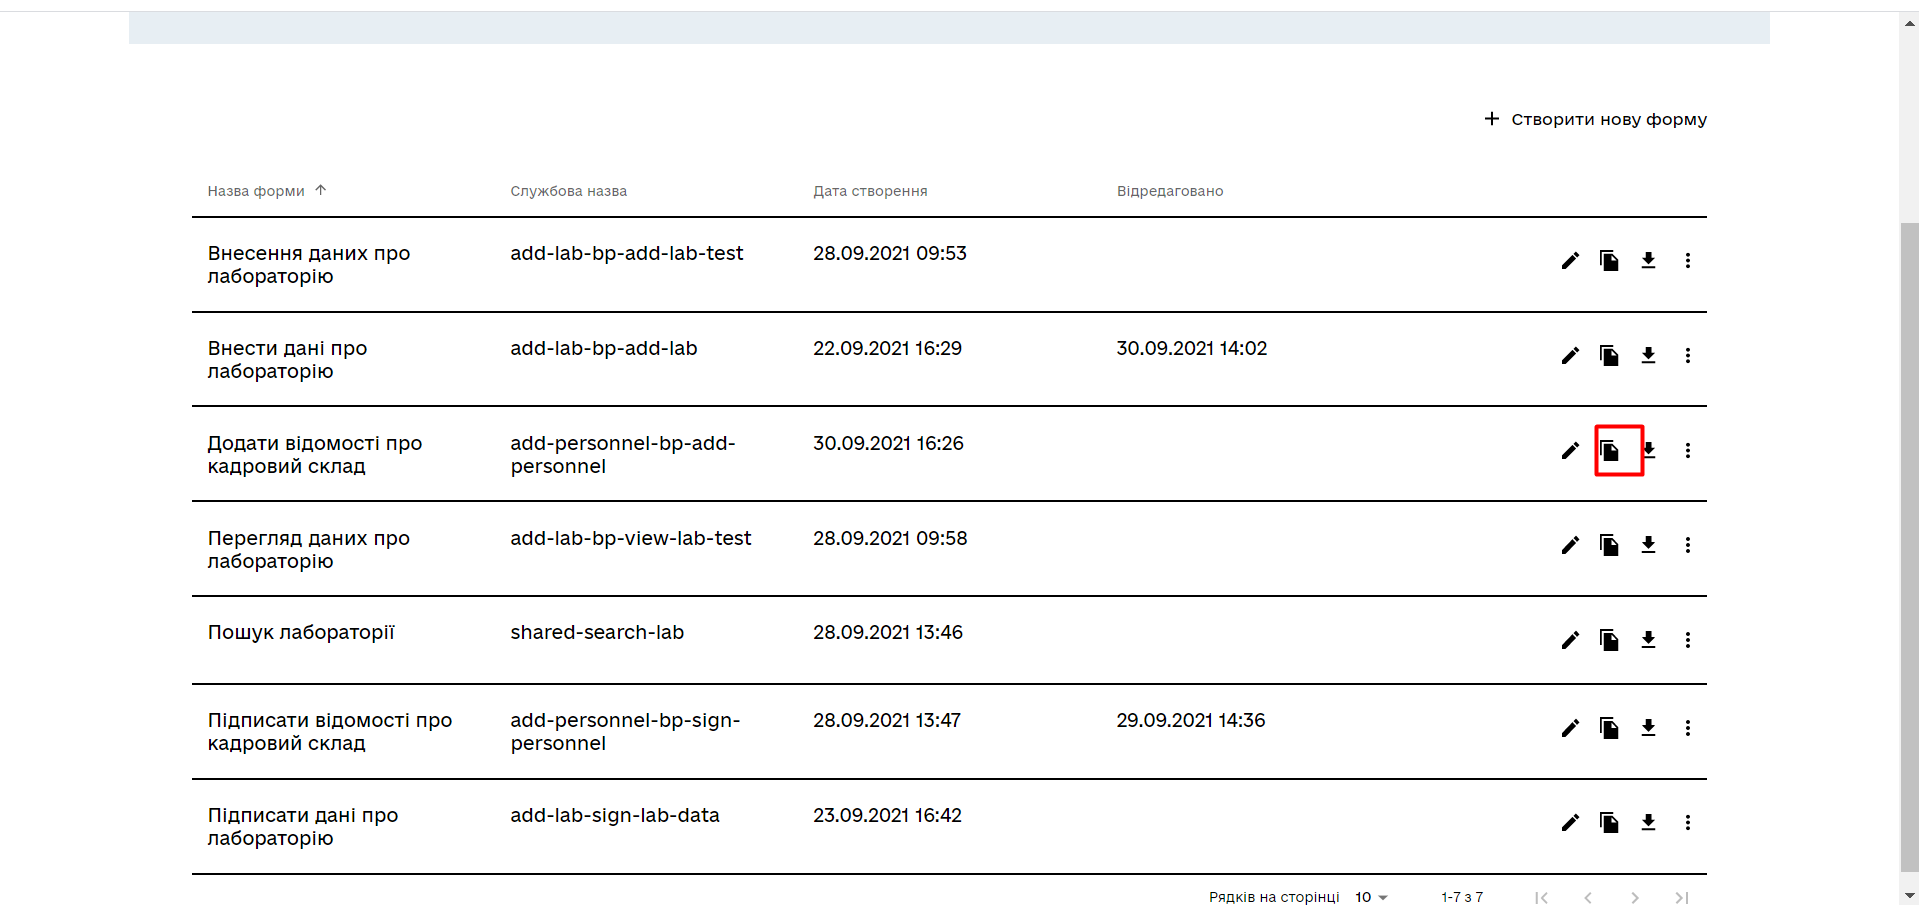 Створити нову форму
Назва форми Службова назва Дата створення Відредаговано
Внесення даних про add-lab-bp-add-lab-test 28.09.2021 09:53
лабораторію
Внести дані про add-lab-bp-add-lab 22.09.2021 16:29 30.09.2021 14:02
лабораторію
Додати відомості про add-personnel-bp-add- 30.09.2021 16:26
кадровий склад personnel
Перегляд даних про add-lab-bp-view-lab-test 28.09.2021 09:58
лабораторію
Пошук лабораторії shared-search-lab 28.09.2021 13:46
Підписати відомості про add-personnel-bp-sign- 28.09.2021 13:47 29.09.2021 14:36
кадровий склад personnel
Підписати дані про add-lab-sign-lab-data 23.09.2021 16:42
лабораторію
Рядків на сторінці 10 1-7 з 7